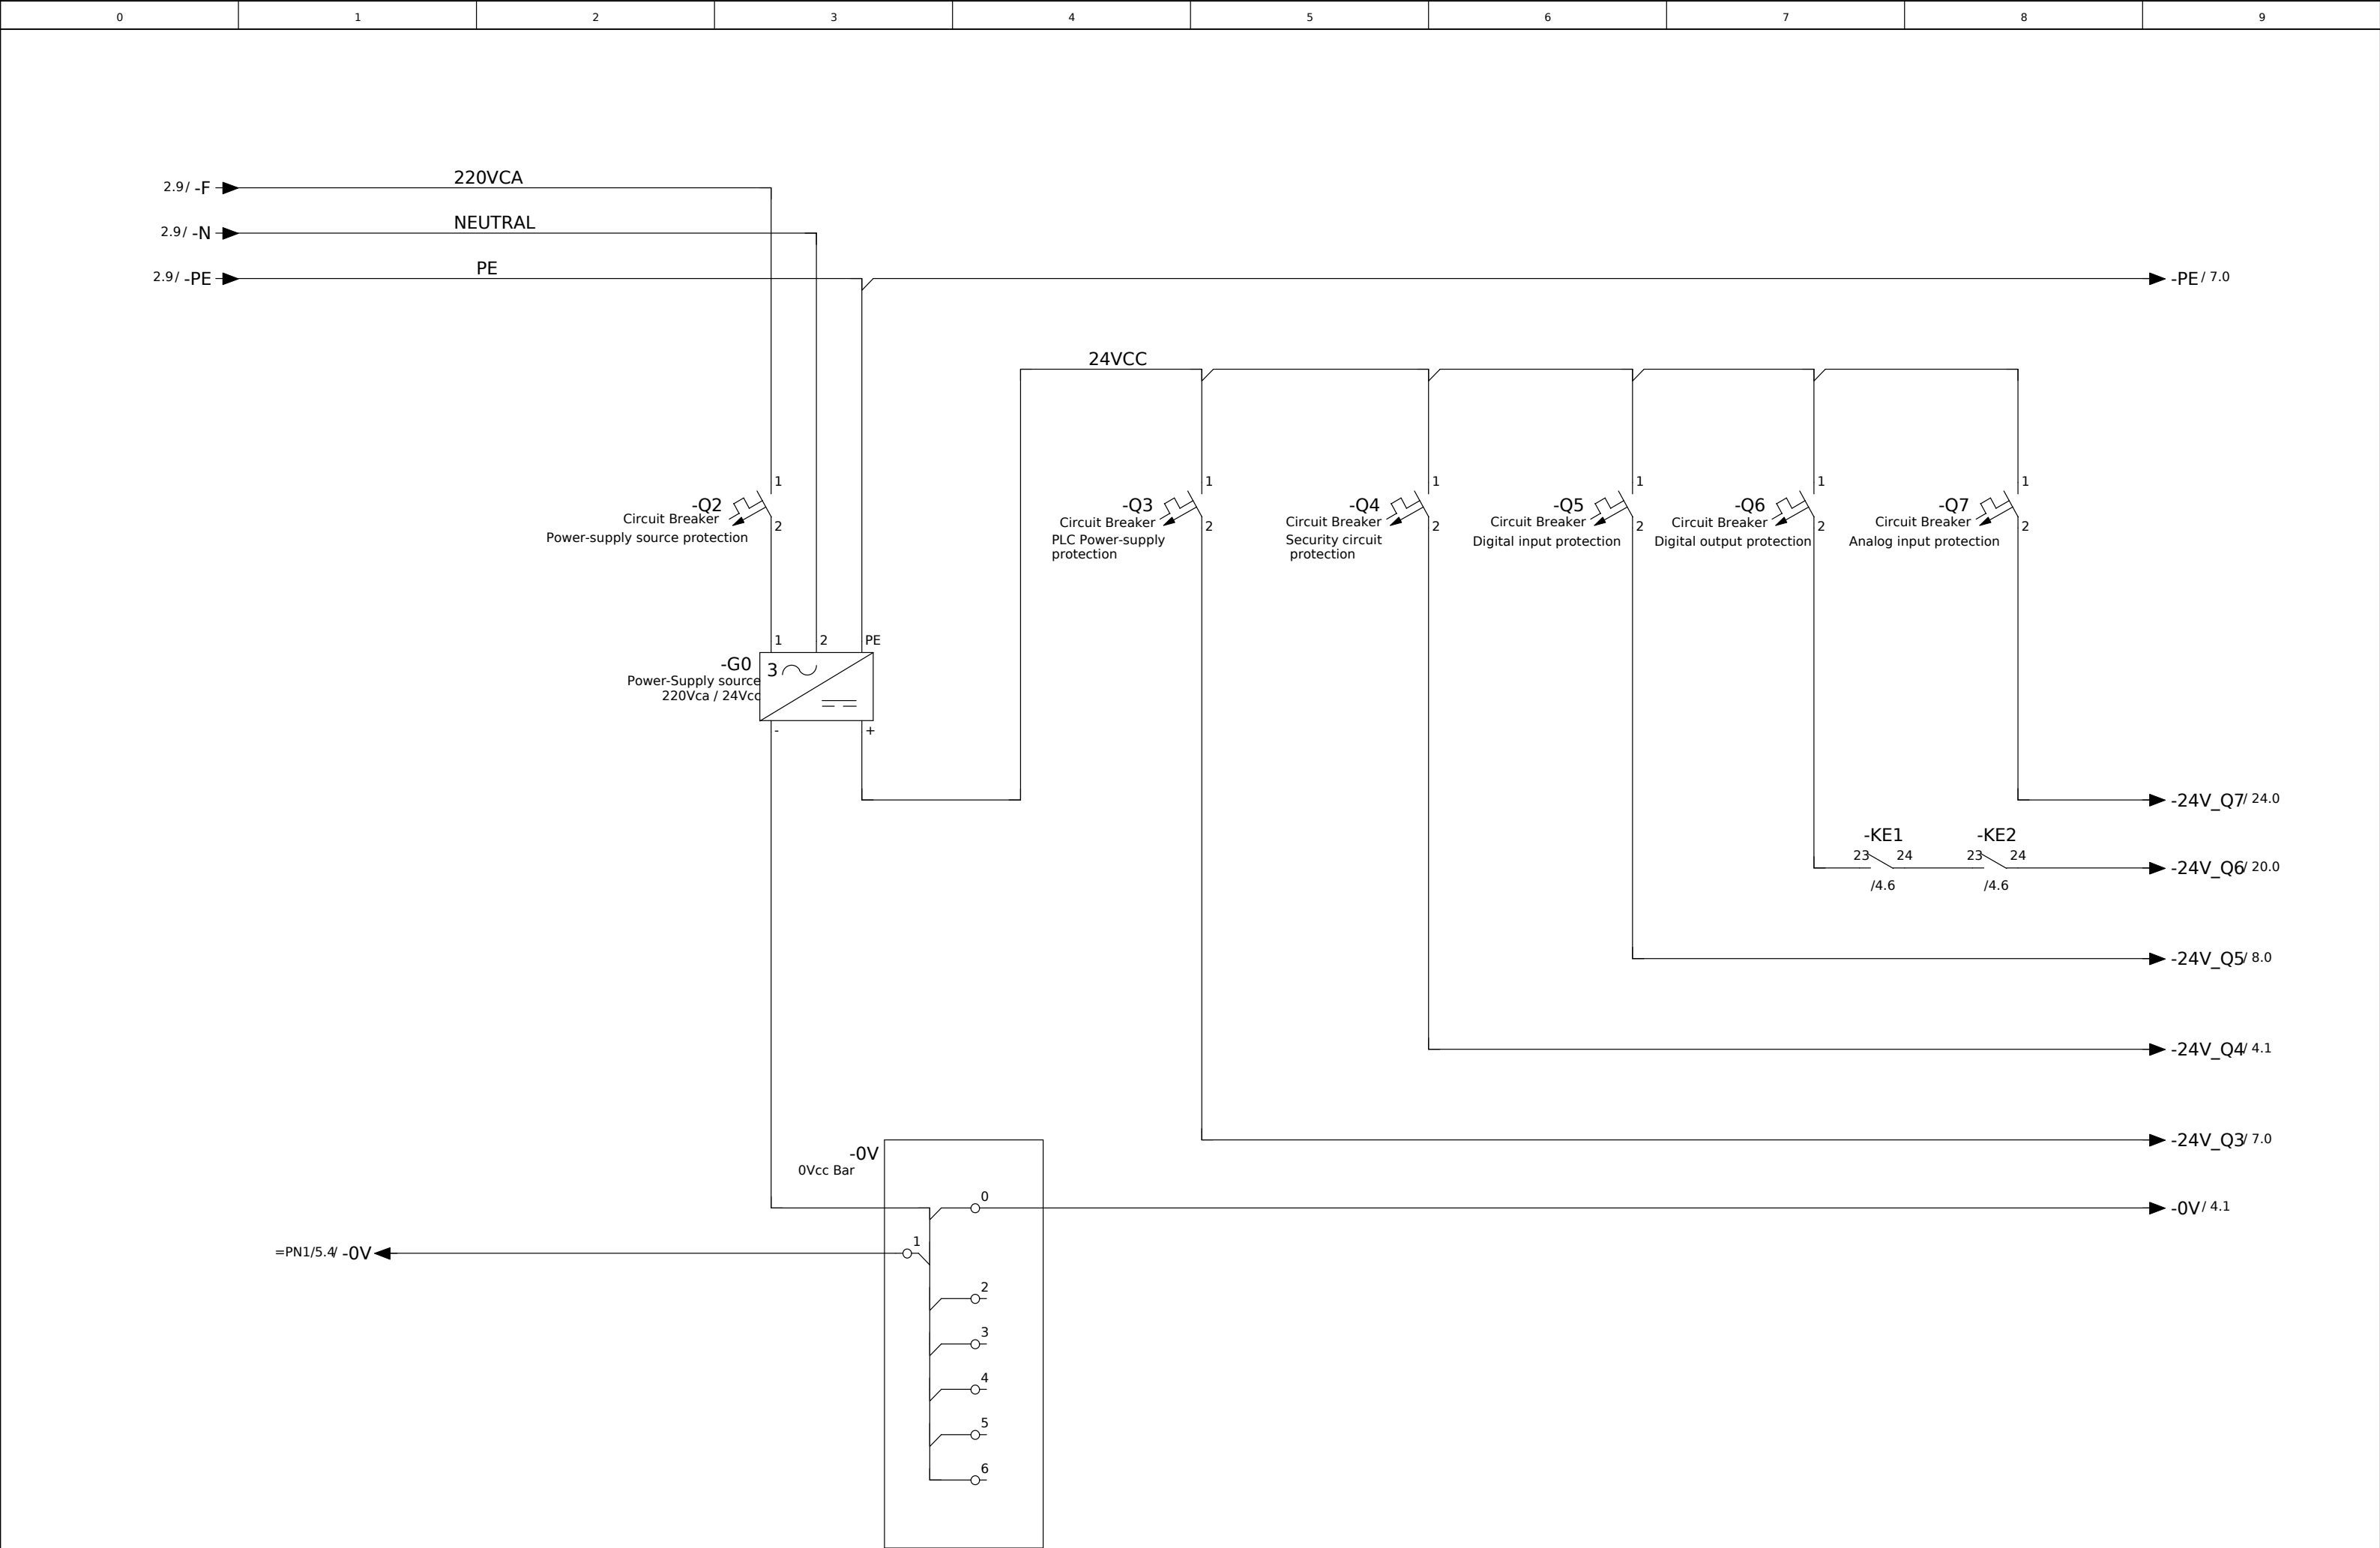 0 1 2 3 4 5 6 7 8 9
2.9/ -F 220VCA
2.9/ -N NEUTRAL
2.9/ -PE PE -PE / 7.0
24VCC
1 1 1 1 1 1
-Q2 -Q3 -Q4 -Q5 -Q6 -Q7
Circuit Breaker Circuit Breaker Circuit Breaker Circuit Breaker Circuit Breaker Circuit Breaker
2 2 2 2 2 2
Power-supply source protection PLC Power-supply Security circuit Digital input protection Digital output protection Analog input protection
protection protection
1 2 PE
-G0 3
Power-Supply source
220Vca / 24Vcc
- +
-24V_Q7 / 24.0
-KE1 -KE2
23 24 23 24
-24V_Q6 / 20.0
/4.6 /4.6
-24V_Q5 / 8.0
-24V_Q4 / 4.1
-24V_Q3 / 7.0
-0V
0Vcc Bar
0
-0V / 4.1
1
=PN1/5.4/ -0V
2
3
4
5
6